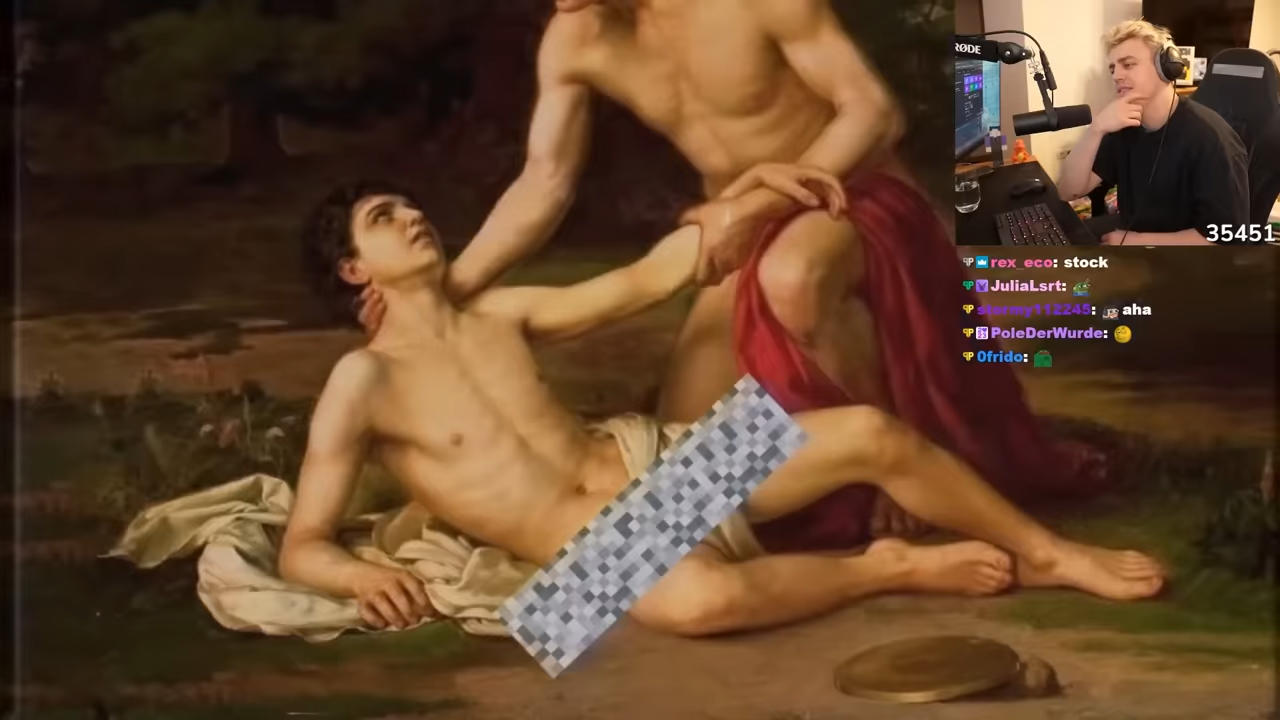 RØDE
35451
rex_eco: stock
JuliaLsrt:
stormy112245: aha
PoleDerWurde:
0frido: